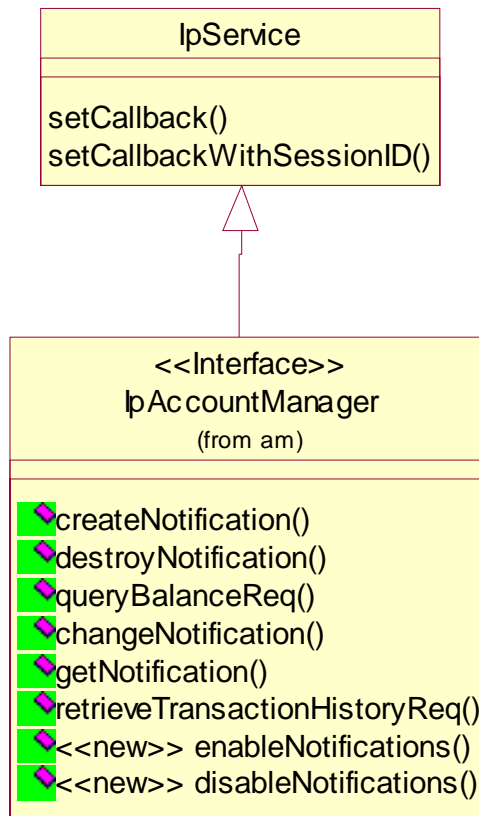 IpService
setCallback()
setCallbackWithSessionID()
<<Interface>>
IpAccountManager
(from am)
createNotification()
destroyNotification()
queryBalanceReq()
changeNotification()
getNotification()
retrieveTransactionHistoryReq()
<<new>> enableNotifications()
<<new>> disableNotifications()